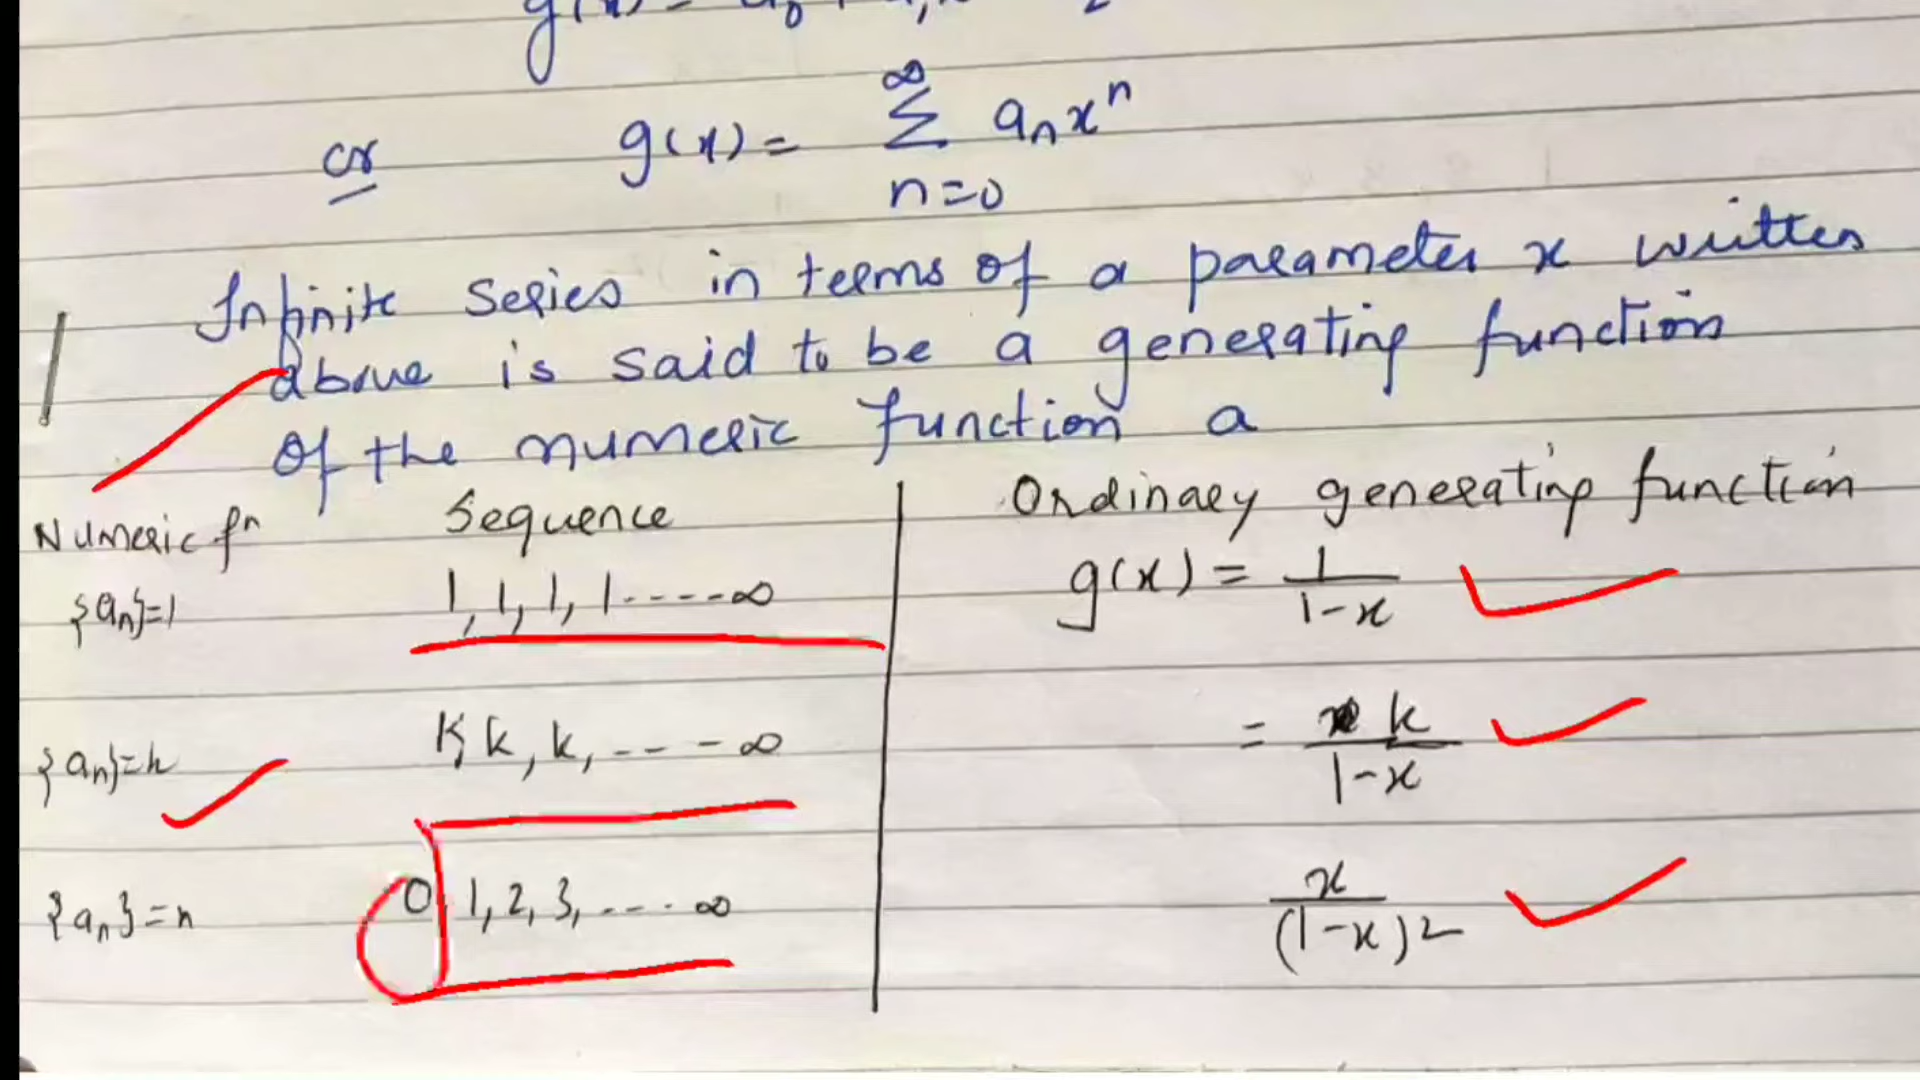 or g(x) = ∞ Σ n=0 aₙxⁿ
Infinite series in terms of a parameter x written
above is said to be a generating function
of the numeric function a
Numeric fn Sequence Ordinary generating function
{aₙ}=1 1, 1, 1, 1-----∞ g(x) = 1/(1-x)
{aₙ}=k k, k, k, --- -∞ = k/(1-x)
{aₙ}=n 0 1, 2, 3, --- . ∞ x/(1-x)2